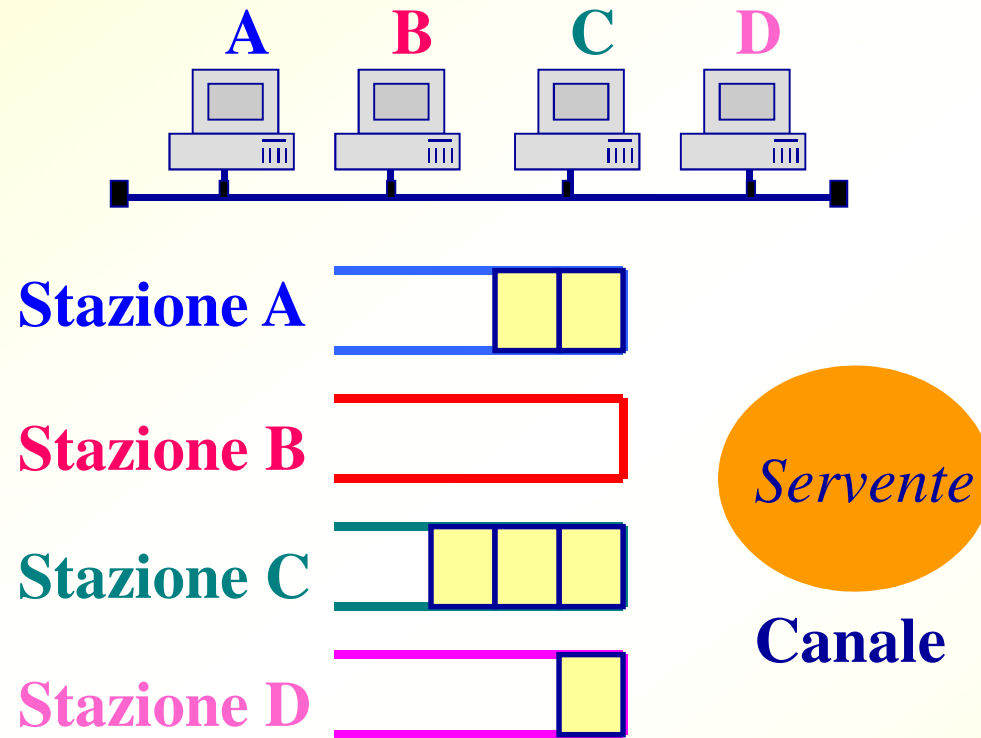 A B C D
Stazione A
Stazione B
Servente
Stazione C
Canale
Stazione D